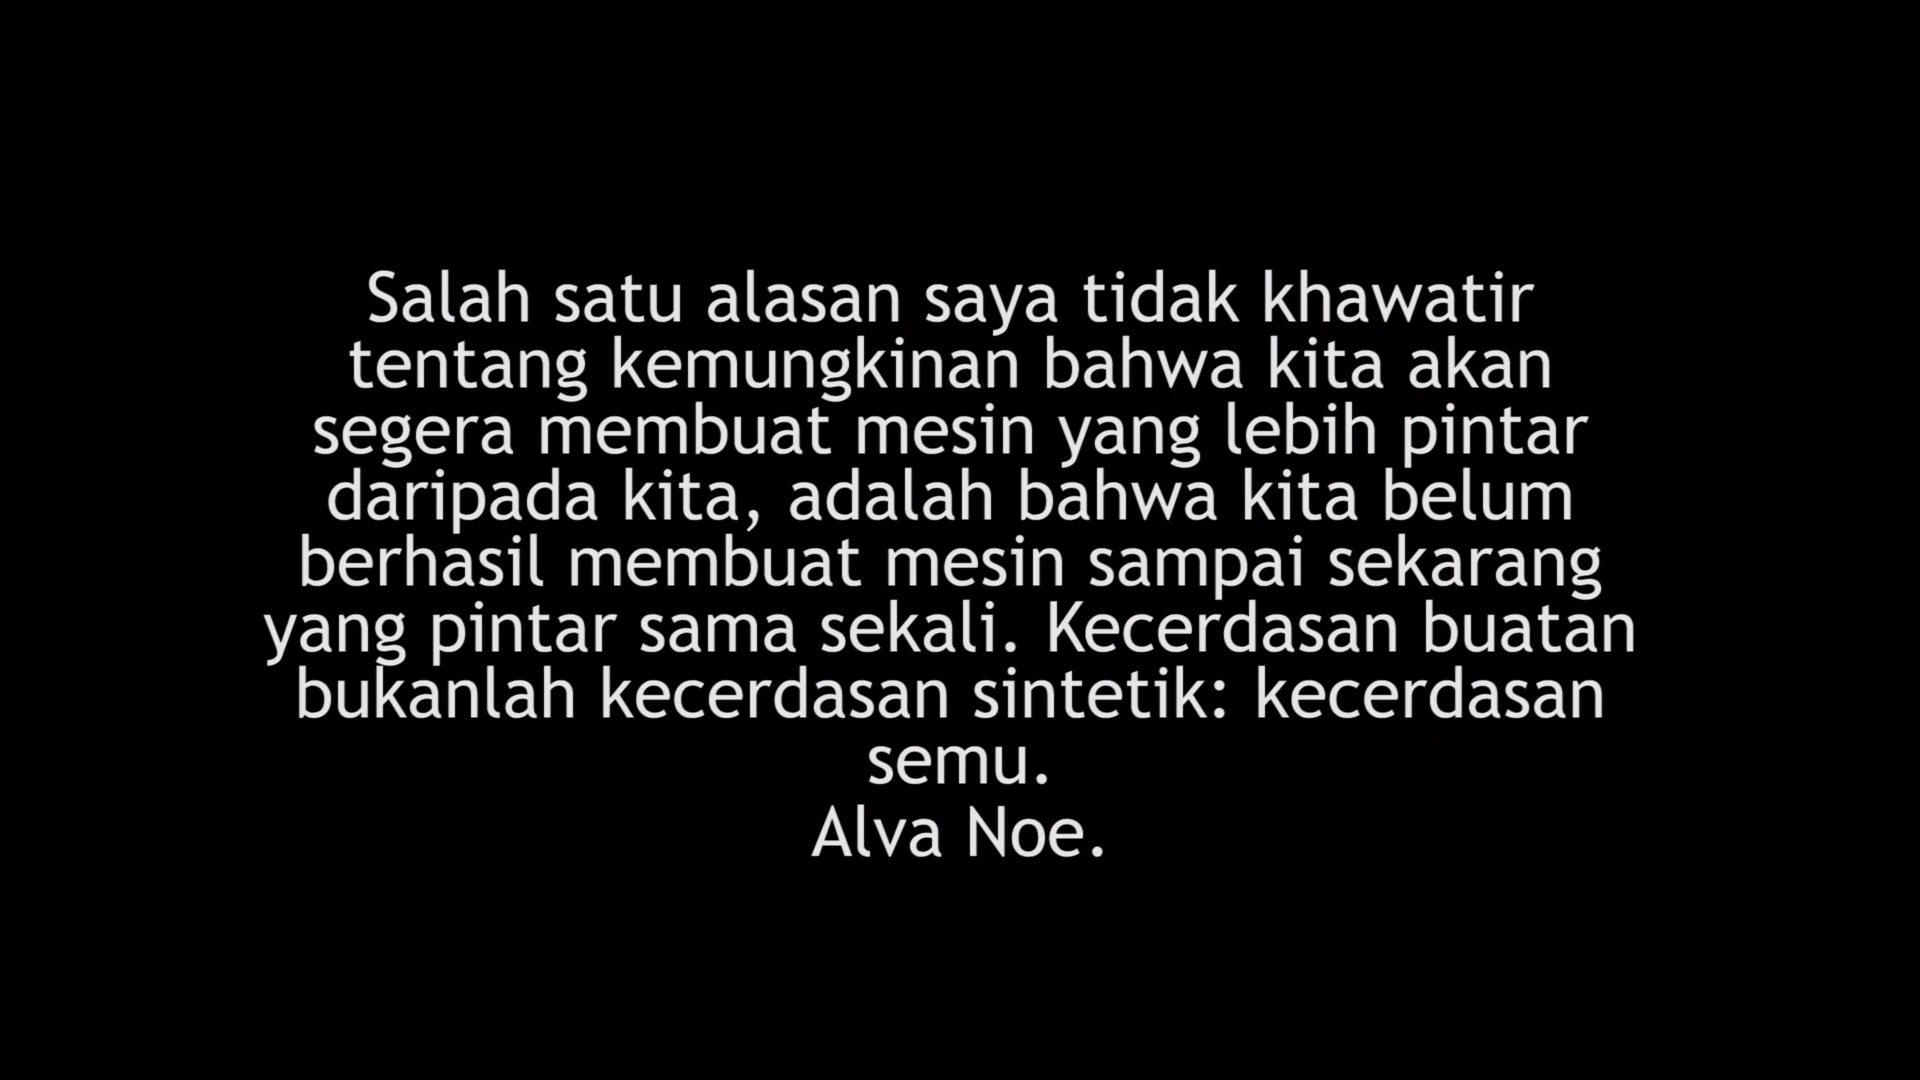 Salah satu alasan saya tidak khawatir
tentang kemungkinan bahwa kita akan
segera membuat mesin yang lebih pintar
daripada kita, adalah bahwa kita belum
berhasil membuat mesin sampai sekarang
yang pintar sama sekali. Kecerdasan buatan
bukanlah kecerdasan sintetik: kecerdasan
semu.
Alva Noe.